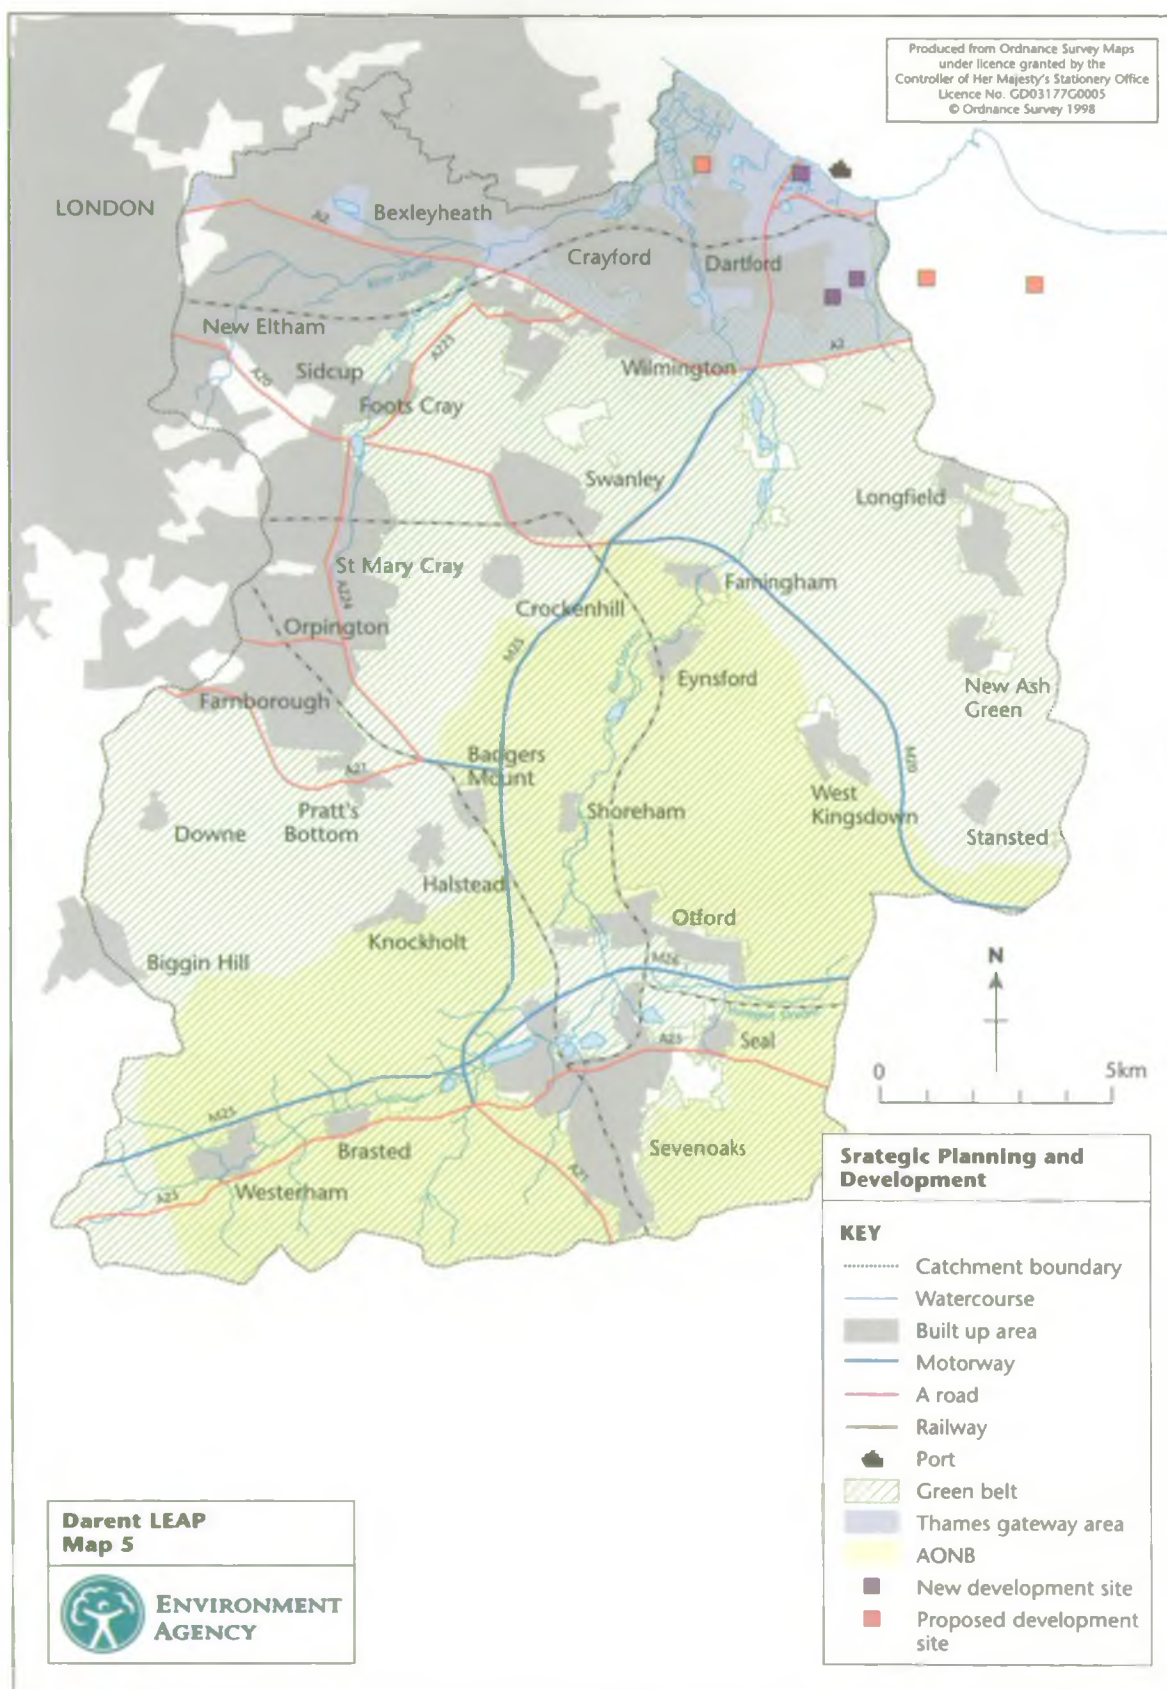 Produced from Ordnance Survey Maps
under licence granted by the
Controller of Her Majesty's Stationery Office
Licence No. GD03177G0005
© Ordnance Survey 1998
LONDON
A2
Bexleyheath
Crayford
Dartford
River Shuttle
New Eltham
A223
A2
Sidcup
Wilmington
A20
Foots Cray
Swanley
Longfield
St Mary Cray
Farningham
A224
Crockenhill
Orpington
M25
Eynsford
New Ash
Green
Farnborough
Badgers
Mount
M20
A21
West
Kingsdown
Pratt's
Bottom
Shoreham
Downe
Stansted
Halstead
Otford
Knockholt
Biggin Hill
M26
N
Seal
A25
0
5km
M25
Brasted
Sevenoaks
A21
Westerham
A25
Srategic Planning and
Development
KEY
Catchment boundary
Watercourse
Built up area
Motorway
A road
Railway
Port
Green belt
Thames gateway area
AONB
New development site
Proposed development
site
Darent LEAP
Map 5
ENVIRONMENT
AGENCY